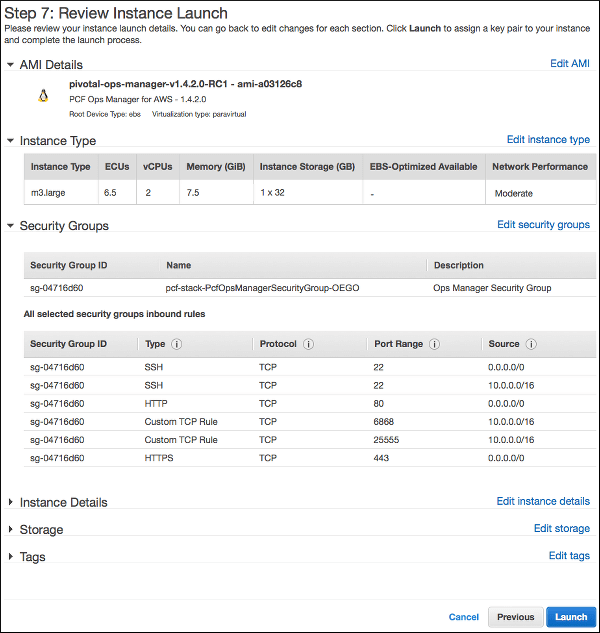 Step 7: Review Instance Launch
Please review your instance launch details. You can go back to edit changes for each section. Click Launch to assign a key pair to your instance
and complete the launch process.
AMI Details Edit AMI
pivotal-ops-manager-v1.4.2.0-RC1 - ami-a03126c8
PCF Ops Manager for AWS - 1.4.2.0
Root Device Type: ebs Virtualization type: paravirtual
Instance Type Edit instance type
Instance Type ECUs vCPUs Memory (GiB) Instance Storage (GB) EBS-Optimized Available Network Performance
m3.large 6.5 2 7.5 1 x 32 - Moderate
Security Groups Edit security groups
Security Group ID Name Description
sg-04716d60 pcf-stack-PcfOpsManagerSecurityGroup-OEGO Ops Manager Security Group
All selected security groups inbound rules
Security Group ID Type i Protocol i Port Range i Source i
sg-04716d60 SSH TCP 22 0.0.0.0/0
sg-04716d60 SSH TCP 22 10.0.0.0/16
sg-04716d60 HTTP TCP 80 0.0.0.0/0
sg-04716d60 Custom TCP Rule TCP 6868 10.0.0.0/16
sg-04716d60 Custom TCP Rule TCP 25555 10.0.0.0/16
sg-04716d60 HTTPS TCP 443 0.0.0.0/0
Instance Details Edit instance details
Storage Edit storage
Tags Edit tags
Cancel Previous Launch